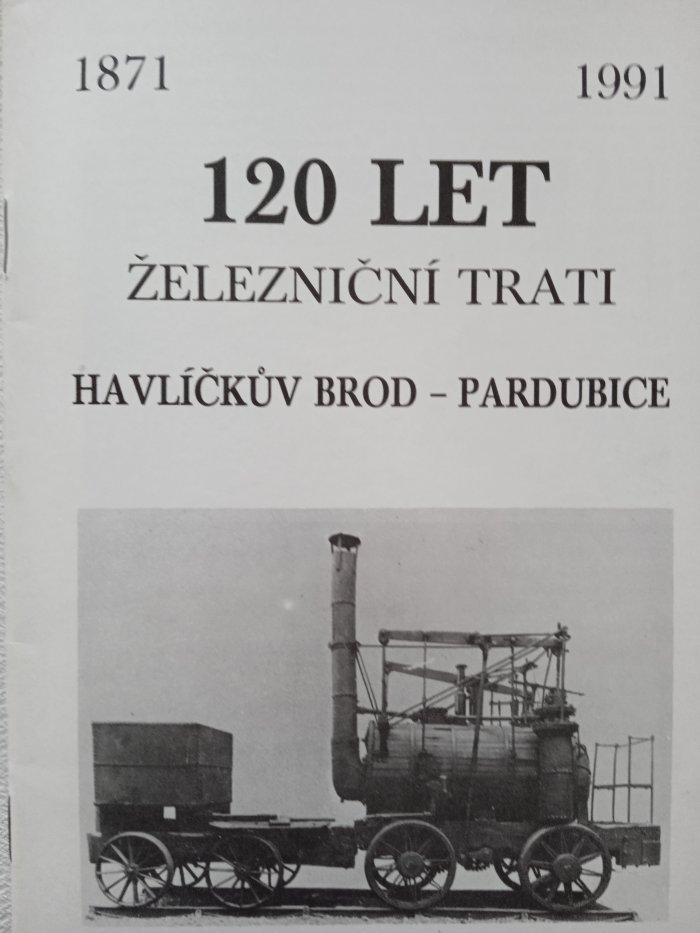 1871 1991
120 LET
ŽELEZNIČNÍ TRATI
HAVLÍČKŮV BROD – PARDUBICE